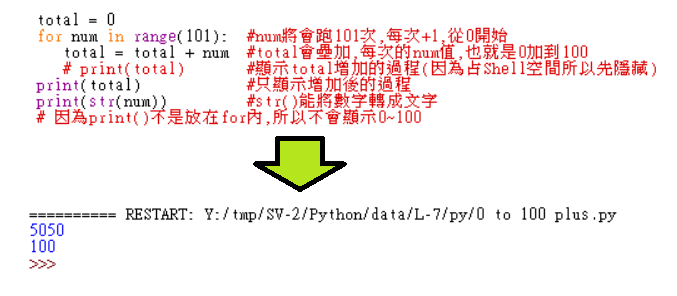 total = 0
for num in range(101):  #num將會跑101次,每次+1,從0開始
    total = total + num  #total會壘加,每次的num值,也就是0加到100
    # print(total)       #顯示total增加的過程(因為占Shell空間所以先隱藏)
print(total)             #只顯示增加後的過程
print(str(num))          #str()能將數字轉成文字
# 因為print()不是放在for內,所以不會顯示0~100
========== RESTART: Y:/tmp/SV-2/Python/data/L-7/py/0 to 100 plus.py
5050
100
>>>